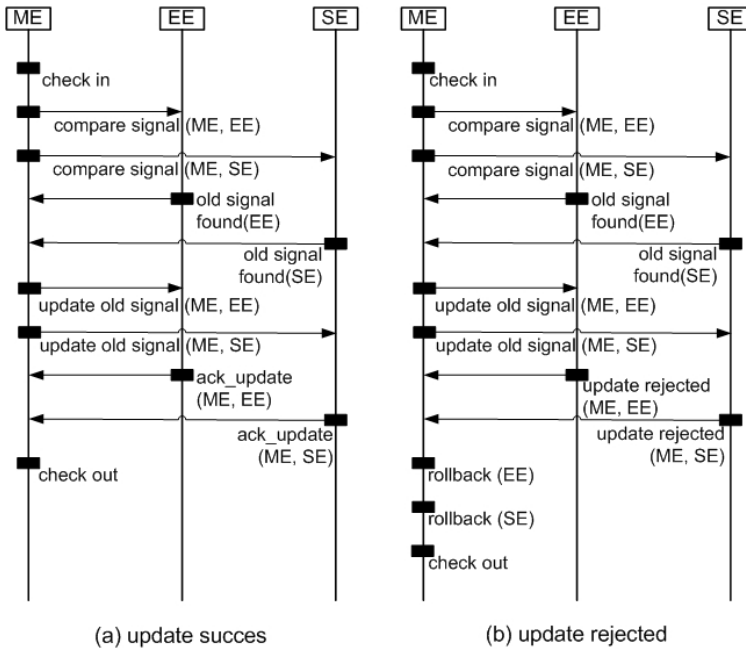 ME EE SE
check in
compare signal (ME, EE)
compare signal (ME, SE)
old signal
found(EE)
old signal
found(SE)
update old signal (ME, EE)
update old signal (ME, SE)
ack_update
(ME, EE)
ack_update
(ME, SE)
check out
(a) update succes
ME EE SE
check in
compare signal (ME, EE)
compare signal (ME, SE)
old signal
found(EE)
old signal
found(SE)
update old signal (ME, EE)
update old signal (ME, SE)
update rejected
(ME, EE)
update rejected
(ME, SE)
rollback (EE)
rollback (SE)
check out
(b) update rejected